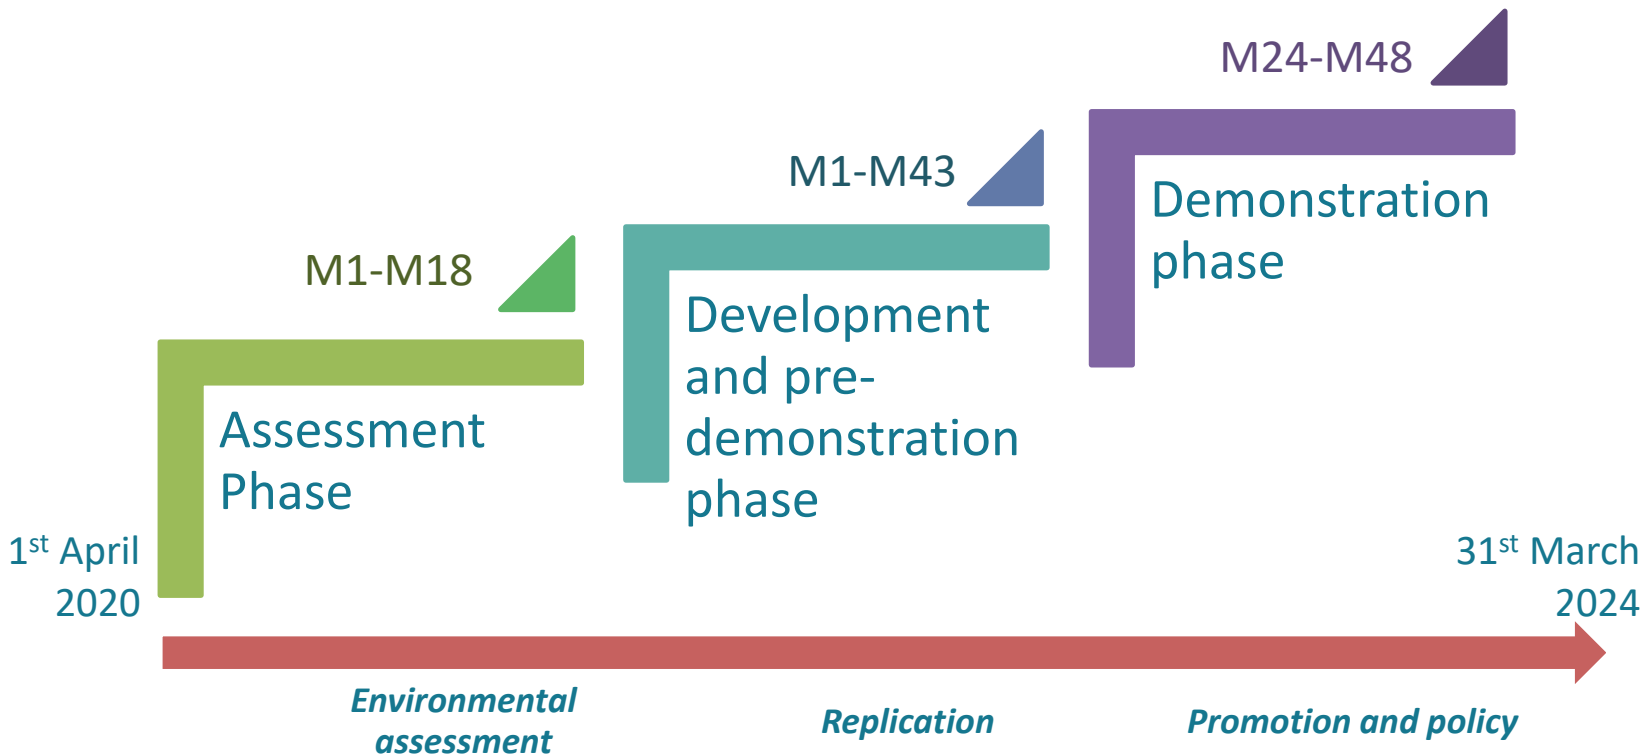 M24-M48
M1-M43
M1-M18
Demonstration
phase
Development
and pre-
demonstration
phase
Assessment
Phase
1st April
2020
31st March
2024
Environmental
assessment
Replication
Promotion and policy